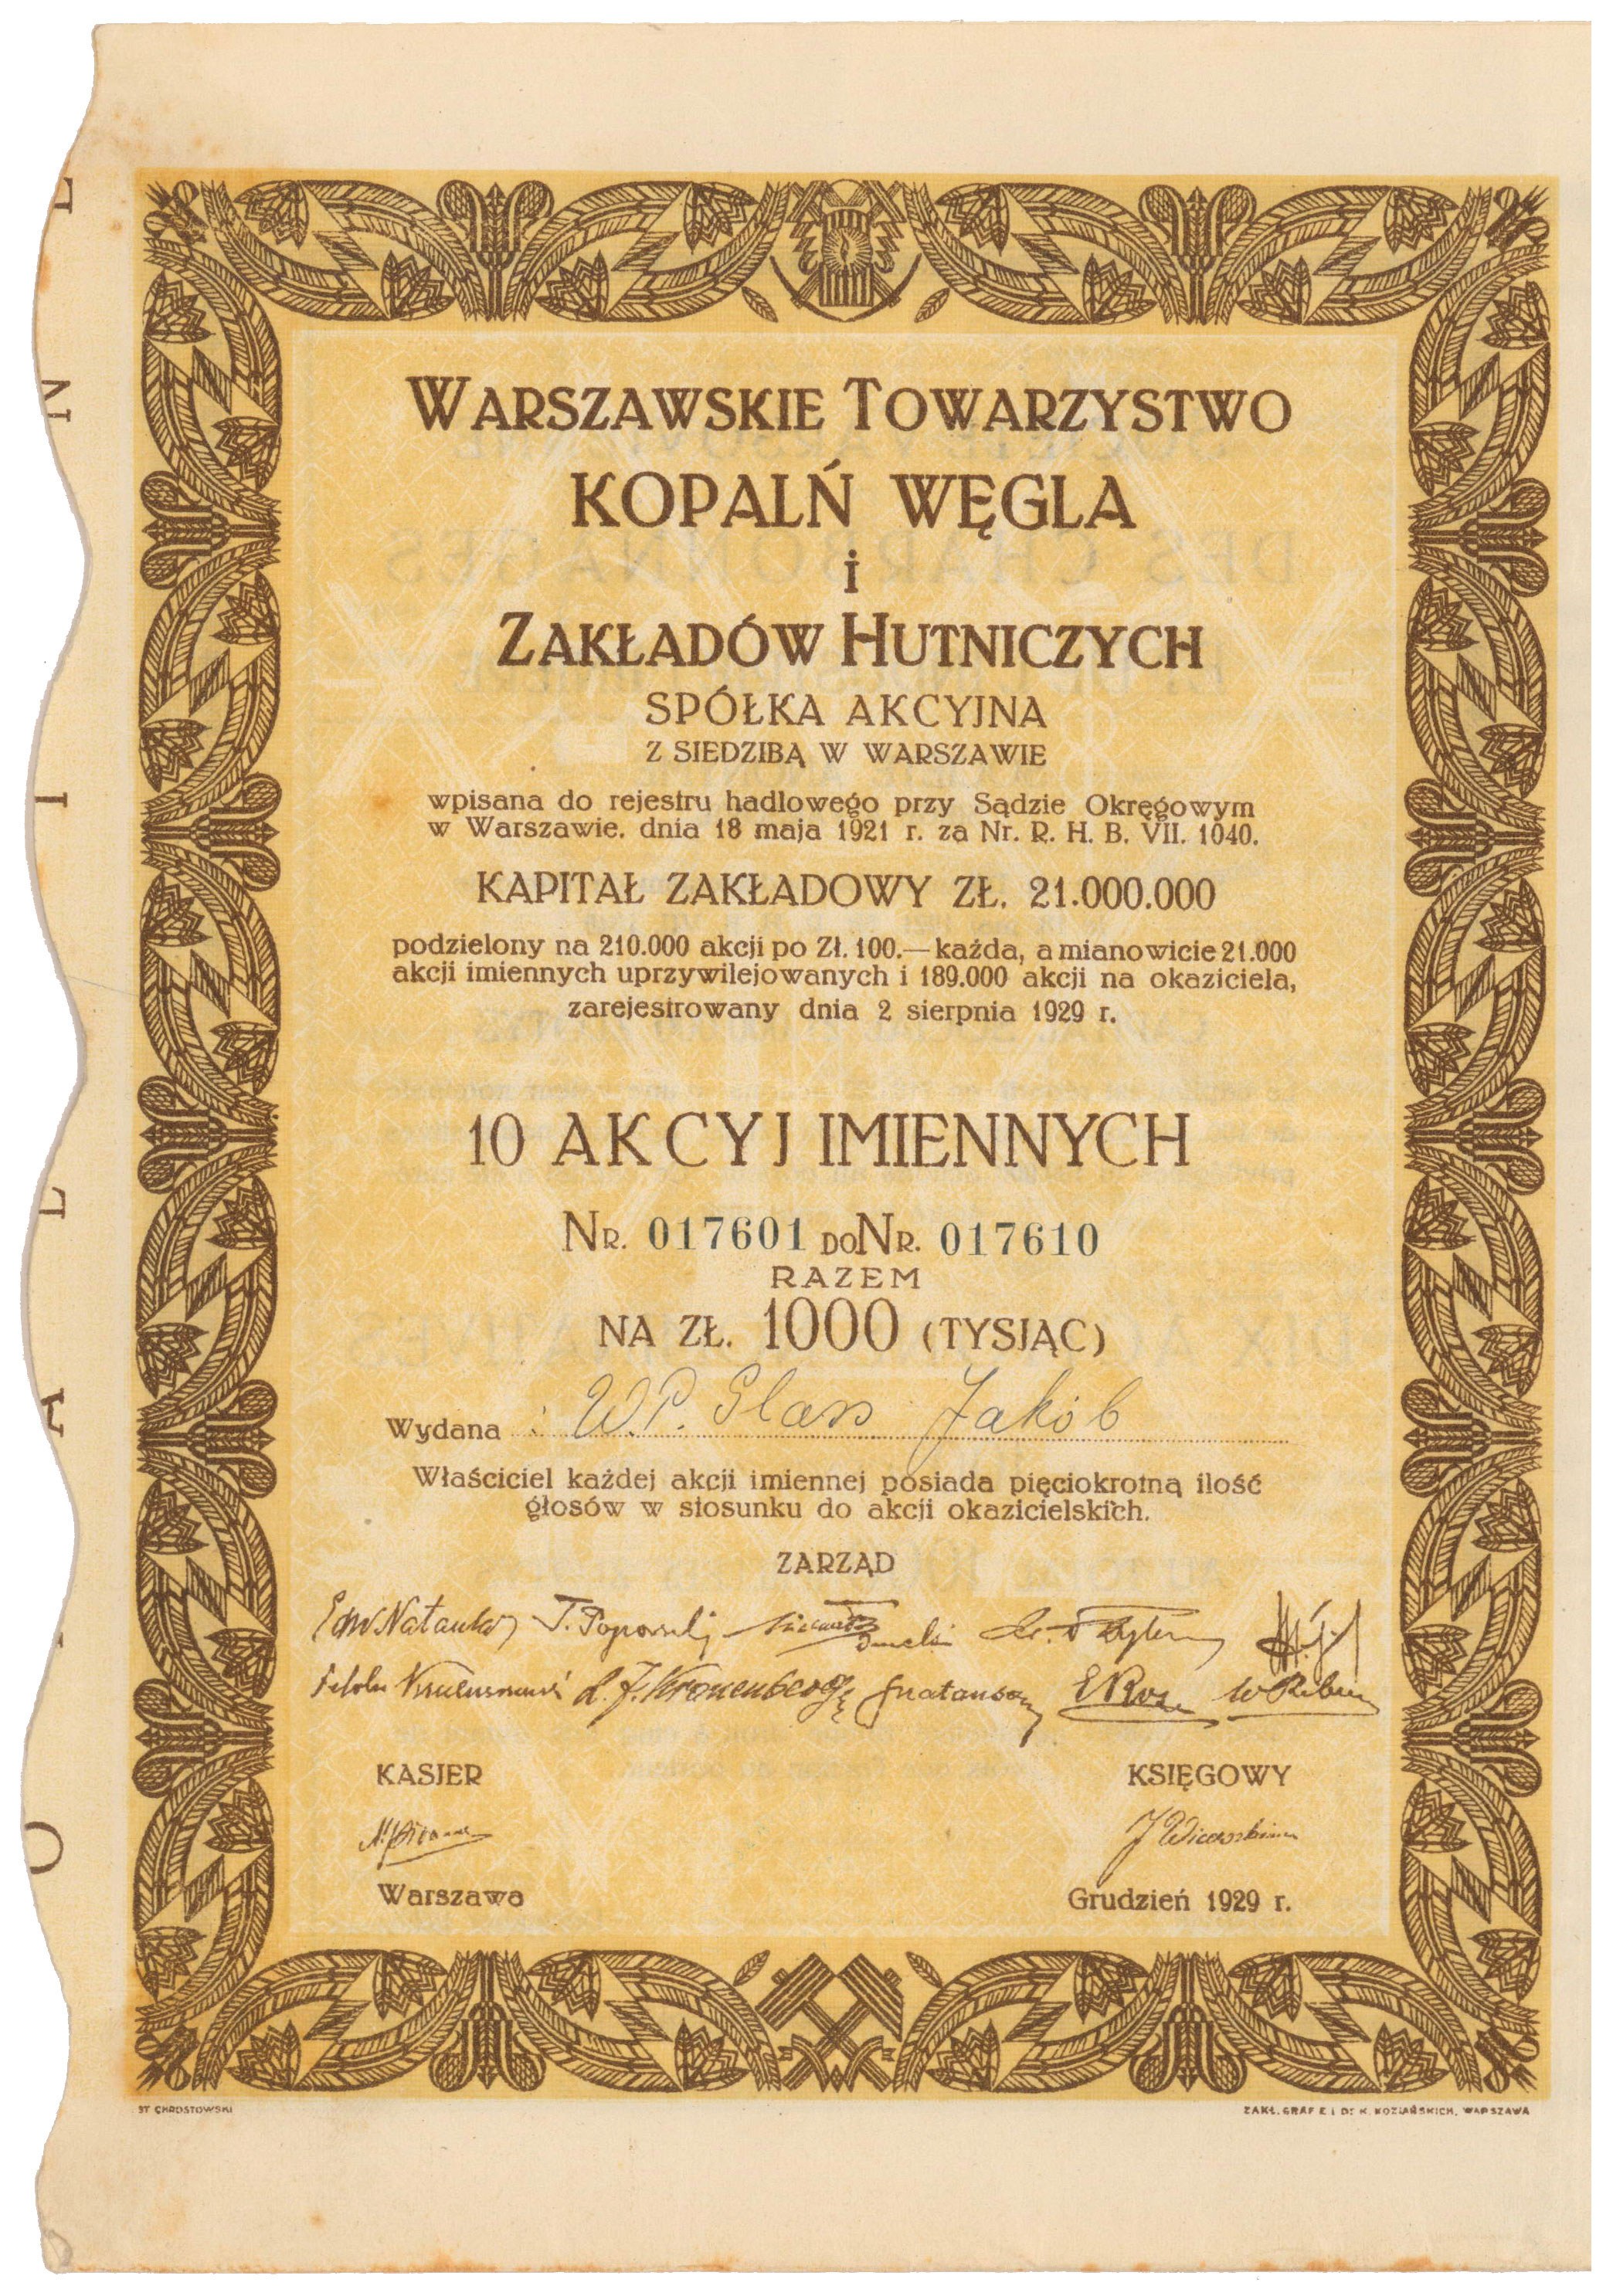 WARSZAWSKIE TOWARZYSTWO
KOPALŃ WĘGLA
i
ZAKŁADÓW HUTNICZYCH
SPÓŁKA AKCYJNA
Z SIEDZIBĄ W WARSZAWIE
wpisana do rejestru hadlowego przy Sądzie Okręgowym
w Warszawie. dnia 18 maja 1921 r. za Nr. R. H. B. VII. 1040.
KAPITAŁ ZAKŁADOWY ZŁ. 21.000.000
podzielony na 210.000 akcji po Zł. 100.— każda, a mianowicie 21.000
akcji imiennych uprzywilejowanych i 189.000 akcji na okaziciela,
zarejestrowany dnia 2 sierpnia 1929 r.
10 AKCYJ IMIENNYCH
NR. 017601 DO NR. 017610
RAZEM
NA ZŁ. 1000 (TYSIĄC)
Wydana : W.P. Glass Jakób
Właściciel każdej akcji imiennej posiada pięciokrotną ilość
głosów w stosunku do akcji okazicielskich.
ZARZĄD
L. J. Kronenberg
KASJER
KSIĘGOWY
Warszawa
Grudzień 1929 r.
ST CHROSTOWSKI
ZAKŁ. GRAF E i Dr K. KOZIAŃSKICH, WARSZAWA